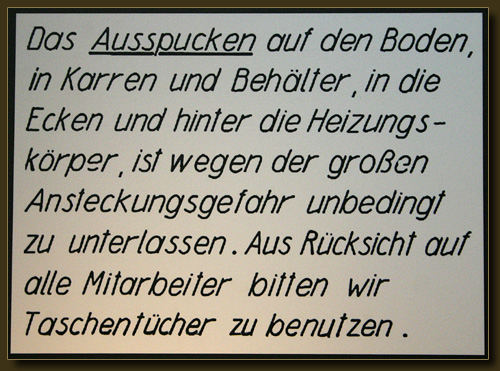 Das Ausspucken auf den Boden,
in Karren und Behälter, in die
Ecken und hinter die Heizungs-
körper, ist wegen der großen
Ansteckungsgefahr unbedingt
zu unterlassen. Aus Rücksicht auf
alle Mitarbeiter bitten wir
Taschentücher zu benutzen.